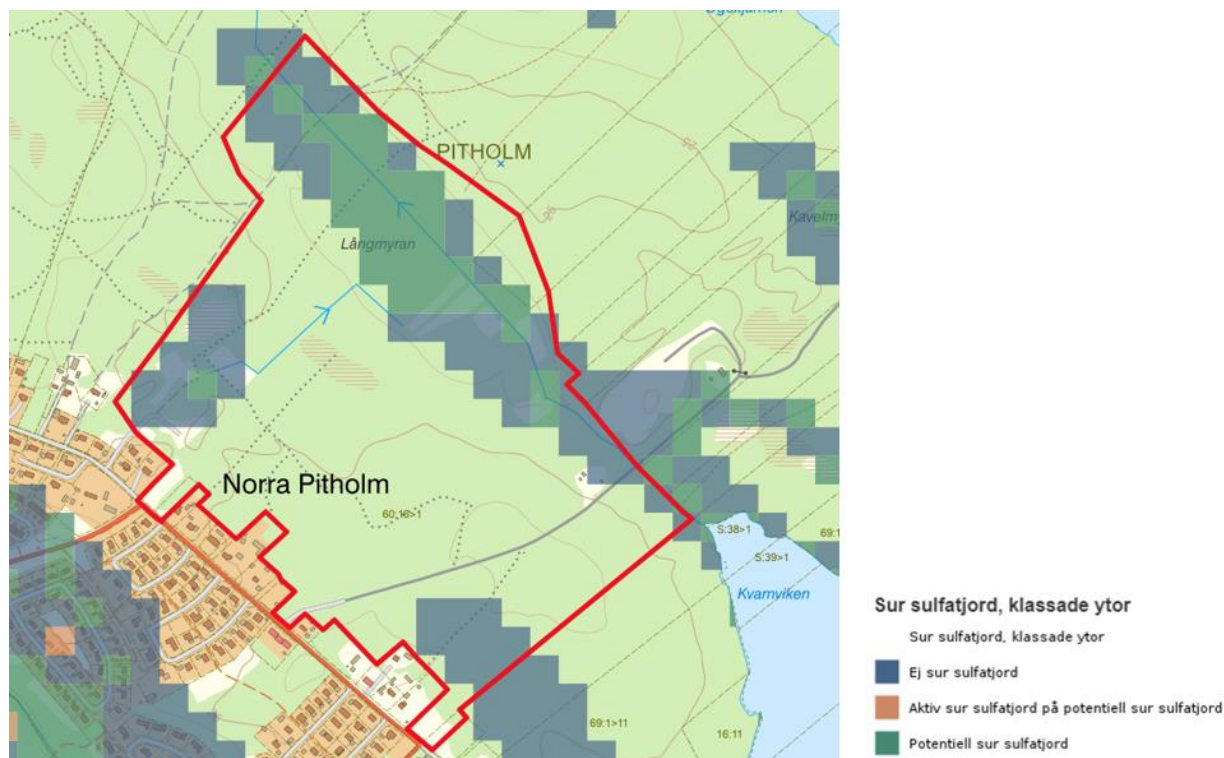 PITHOLM
Långmyran
Norra Pitholm
60:16>1
S:38>1
S:39>1
Kvarnviken
69:1>11
16:11
Sur sulfatjord, klassade ytor
Sur sulfatjord, klassade ytor
Ej sur sulfatjord
Aktiv sur sulfatjord på potentiell sur sulfatjord
Potentiell sur sulfatjord